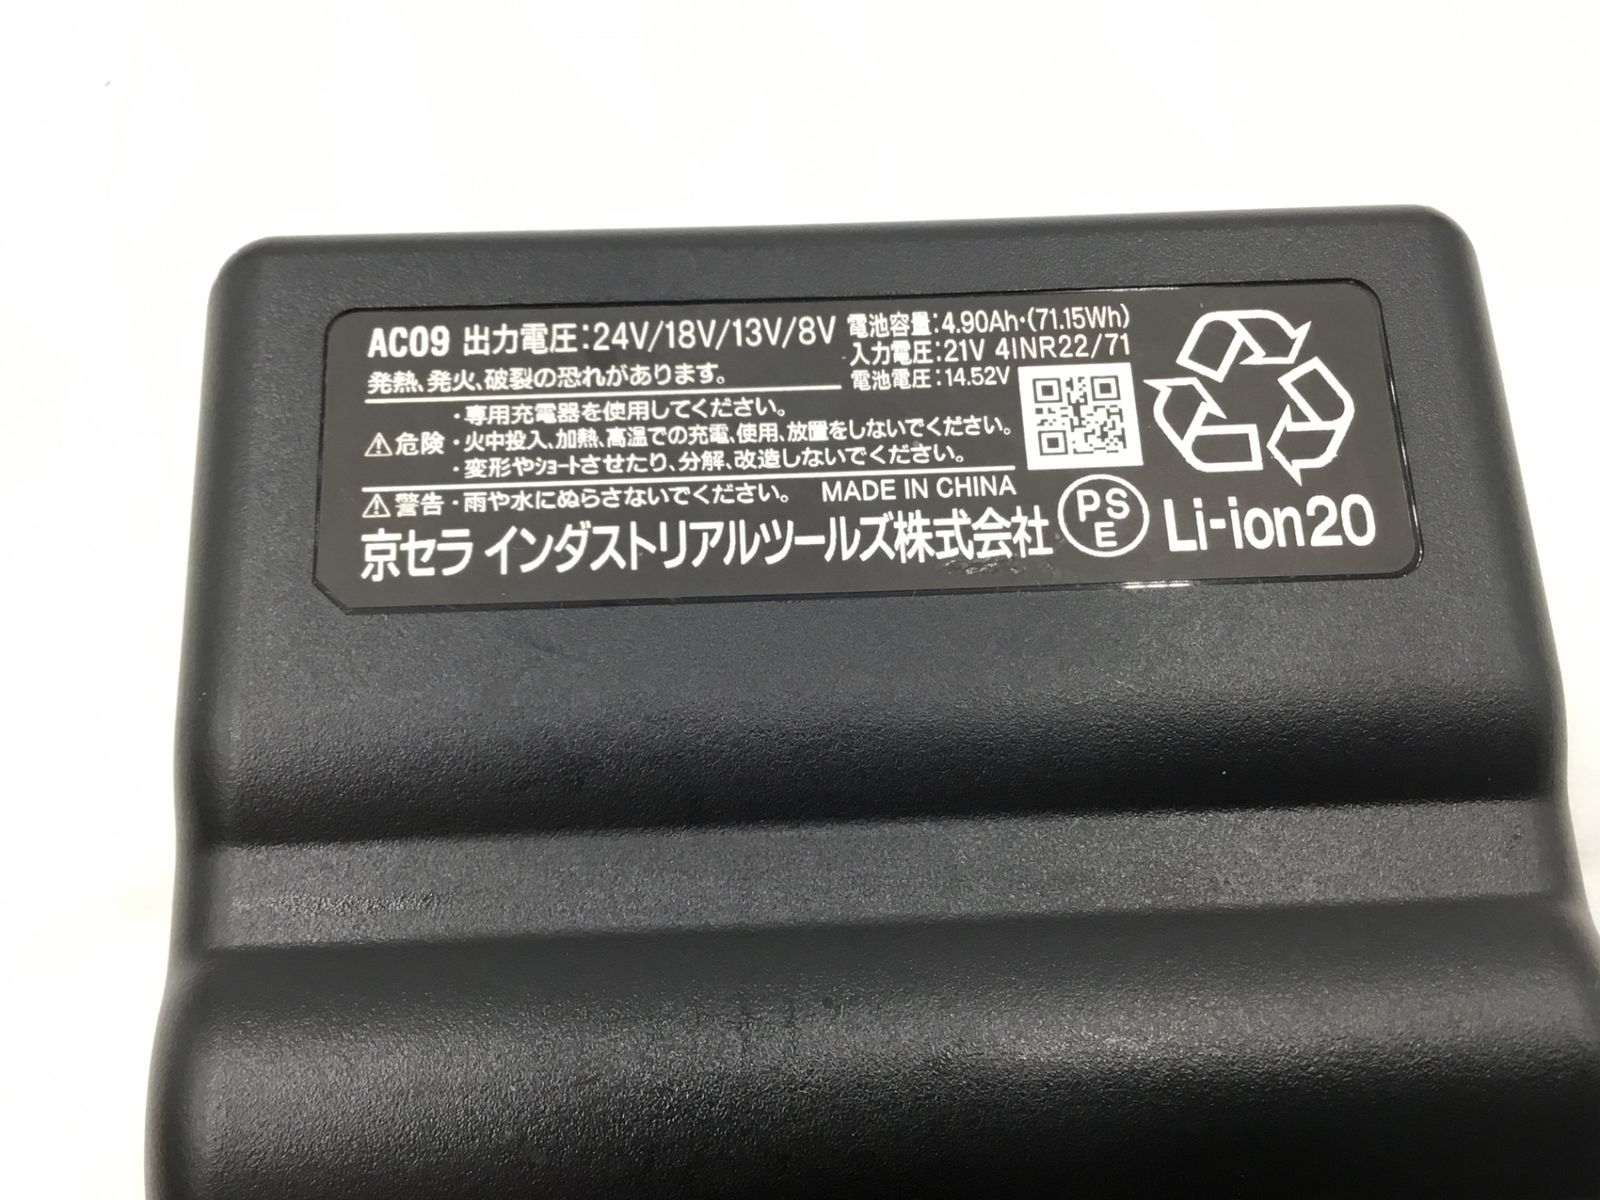 AC09 出力電圧:24V/18V/13V/8V
発熱、発火、破裂の恐れがあります。
電池容量:4.90Ah・(71.15Wh)
入力電圧:21V 4INR22/71
電池電圧:14.52V
⚠危険
・専用充電器を使用してください。
・火中投入、加熱、高温での充電、使用、放置をしないでください。
・変形やショートさせたり、分解、改造しないでください。
⚠警告・雨や水にぬらさないでください。 MADE IN CHINA
京セラ インダストリアルツールズ株式会社 PSE Li-ion20